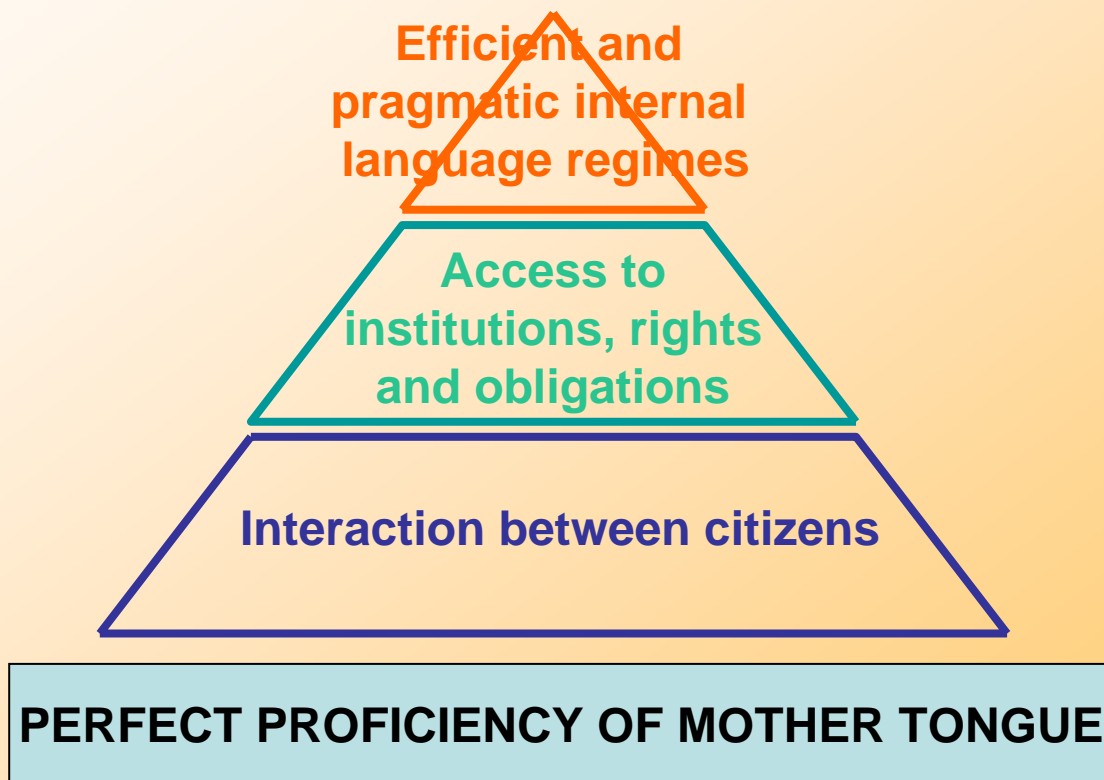 Efficient and
pragmatic internal
language regimes
Access to
institutions, rights
and obligations
Interaction between citizens
PERFECT PROFICIENCY OF MOTHER TONGUE